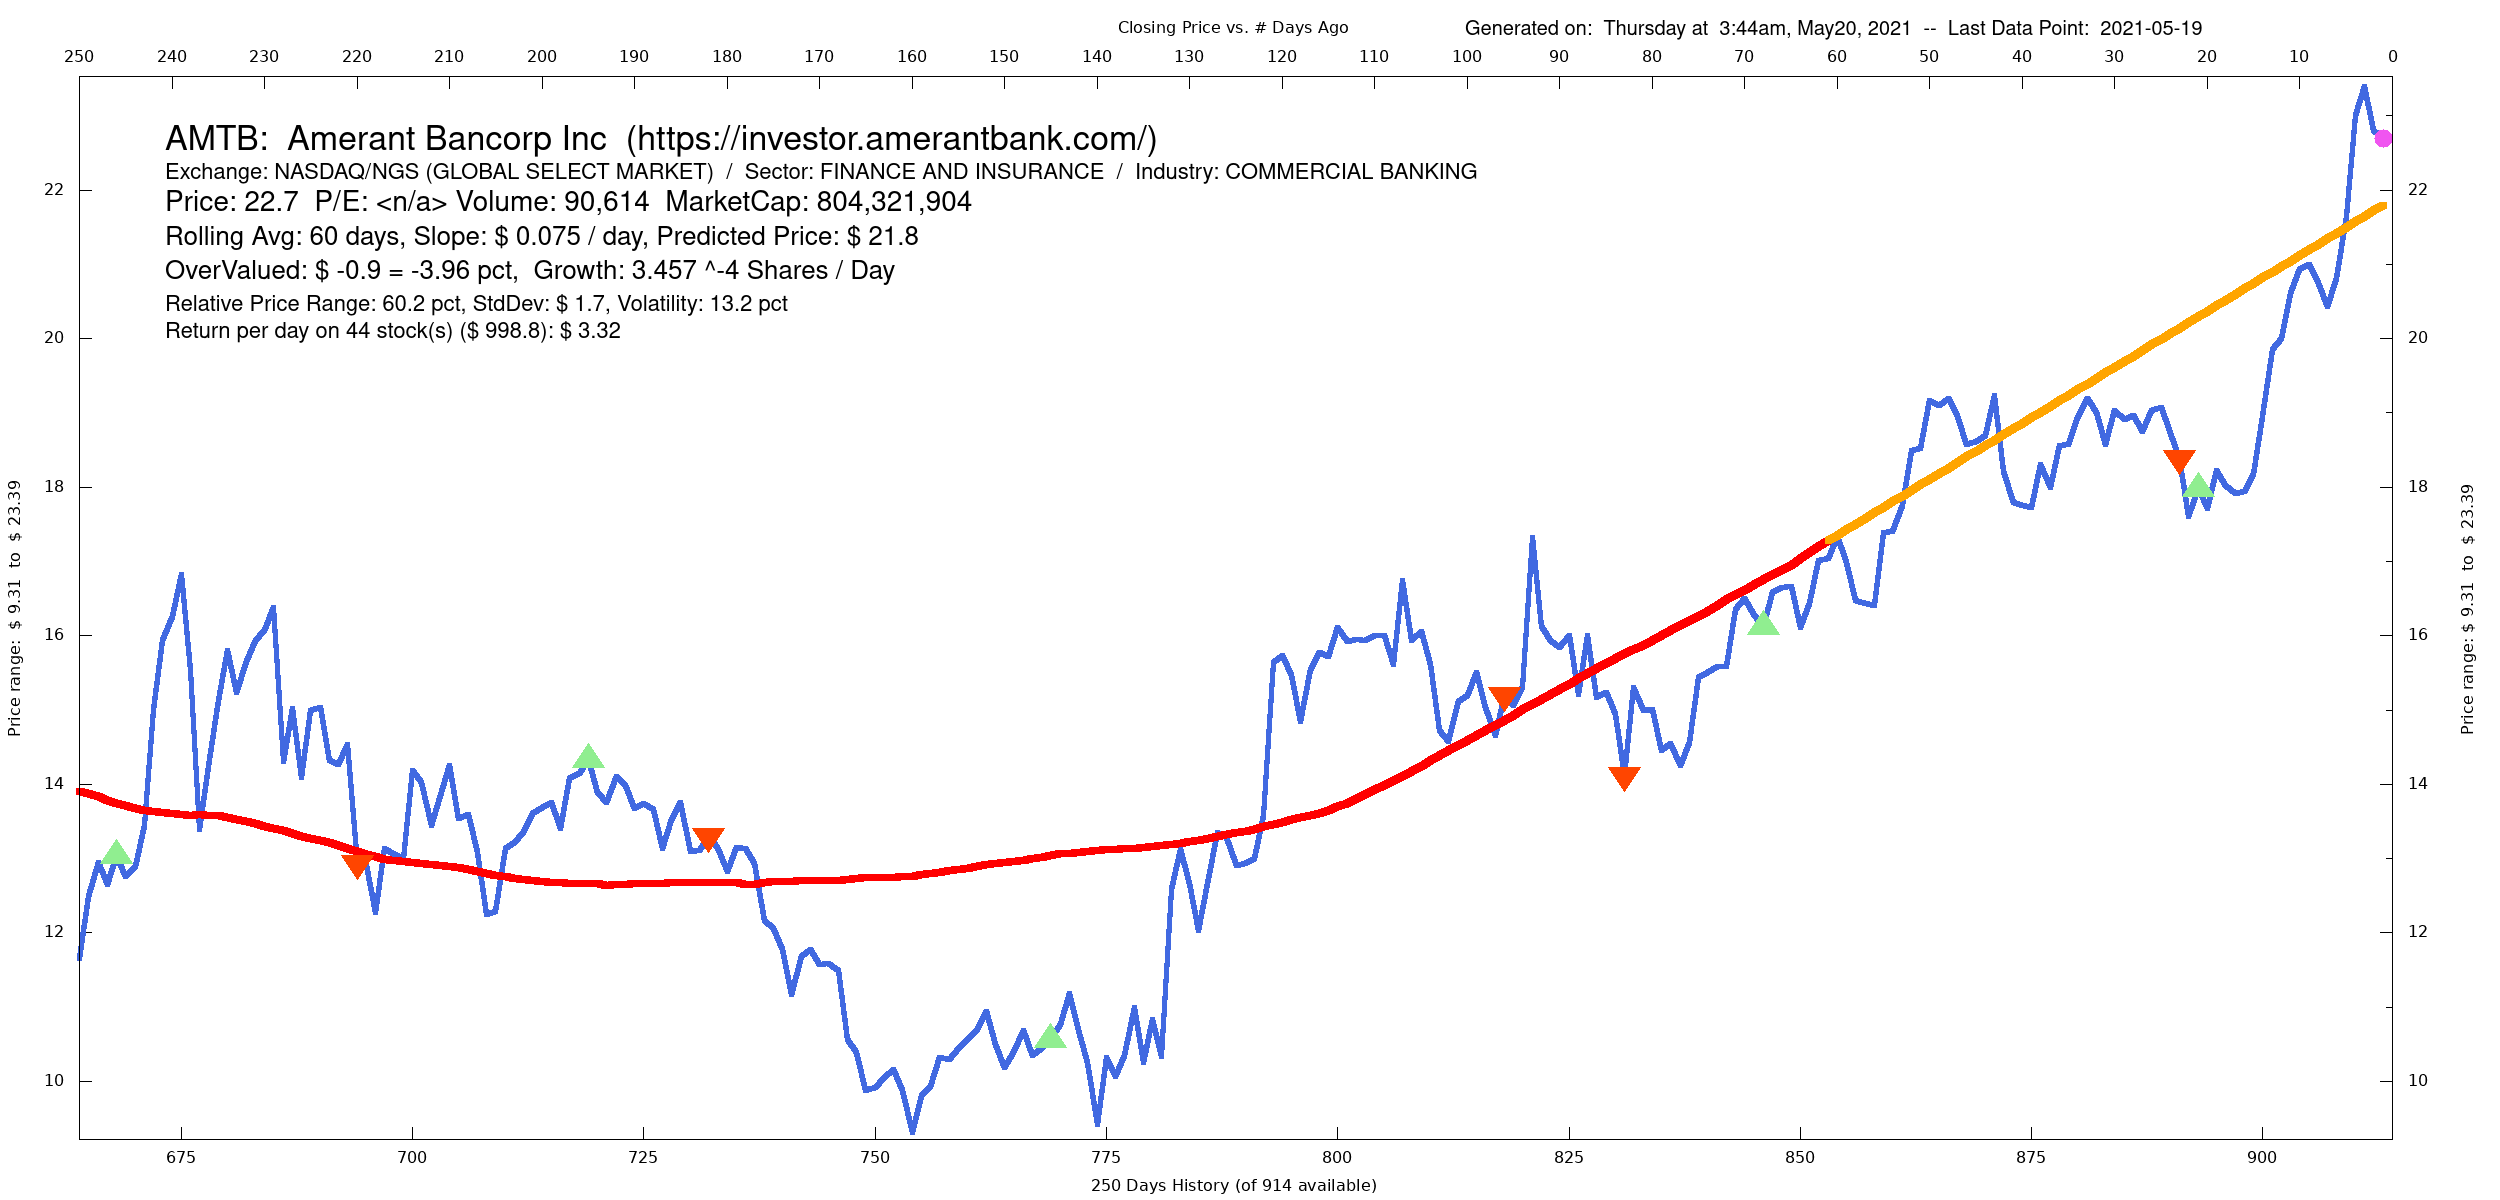 Closing Price vs. # Days Ago
Generated on:  Thursday at  3:44am, May20, 2021  --  Last Data Point:  2021-05-19
250 240 230 220 210 200 190 180 170 160 150 140 130 120 110 100 90 80 70 60 50 40 30 20 10 0
AMTB:  Amerant Bancorp Inc  (https://investor.amerantbank.com/)
Exchange: NASDAQ/NGS (GLOBAL SELECT MARKET)  /  Sector: FINANCE AND INSURANCE  /  Industry: COMMERCIAL BANKING
Price: 22.7  P/E: <n/a> Volume: 90,614  MarketCap: 804,321,904
Rolling Avg: 60 days, Slope: $ 0.075 / day, Predicted Price: $ 21.8
OverValued: $ -0.9 = -3.96 pct,  Growth: 3.457 ^-4 Shares / Day
Relative Price Range: 60.2 pct, StdDev: $ 1.7, Volatility: 13.2 pct
Return per day on 44 stock(s) ($ 998.8): $ 3.32
22 22
20 20
18 18
16 16
14 14
12 12
10 10
Price range:  $ 9.31  to  $ 23.39
Price range: $ 9.31  to  $ 23.39
675 700 725 750 775 800 825 850 875 900
250 Days History (of 914 available)